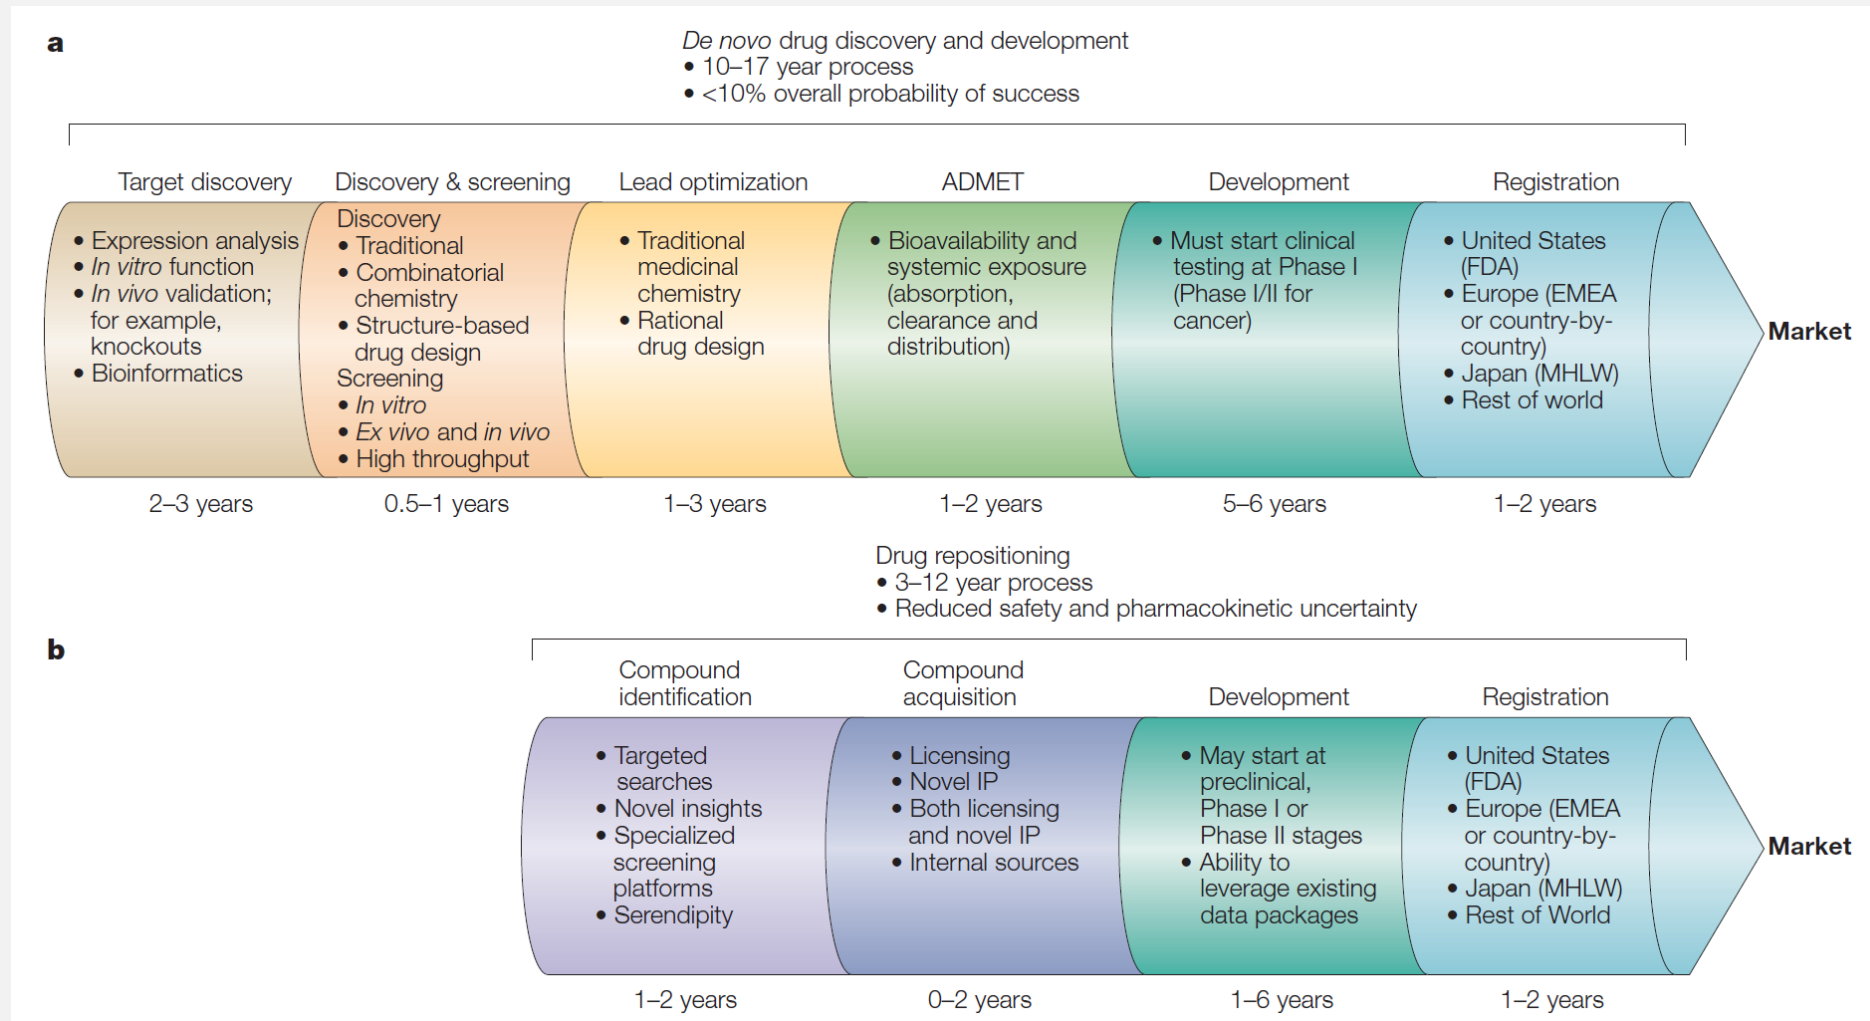 a
De novo drug discovery and development
• 10–17 year process
• <10% overall probability of success
Target discovery
• Expression analysis
• In vitro function
• In vivo validation;
for example,
knockouts
• Bioinformatics
2–3 years
Discovery & screening
Discovery
• Traditional
• Combinatorial
chemistry
• Structure-based
drug design
Screening
• In vitro
• Ex vivo and in vivo
• High throughput
0.5–1 years
Lead optimization
• Traditional
medicinal
chemistry
• Rational
drug design
1–3 years
ADMET
• Bioavailability and
systemic exposure
(absorption,
clearance and
distribution)
1–2 years
Development
• Must start clinical
testing at Phase I
(Phase I/II for
cancer)
5–6 years
Registration
• United States
(FDA)
• Europe (EMEA
or country-by-
country)
• Japan (MHLW)
• Rest of world
1–2 years
Market
b
Drug repositioning
• 3–12 year process
• Reduced safety and pharmacokinetic uncertainty
Compound
identification
• Targeted
searches
• Novel insights
• Specialized
screening
platforms
• Serendipity
1–2 years
Compound
acquisition
• Licensing
• Novel IP
• Both licensing
and novel IP
• Internal sources
0–2 years
Development
• May start at
preclinical,
Phase I or
Phase II stages
• Ability to
leverage existing
data packages
1–6 years
Registration
• United States
(FDA)
• Europe (EMEA
or country-by-
country)
• Japan (MHLW)
• Rest of World
1–2 years
Market